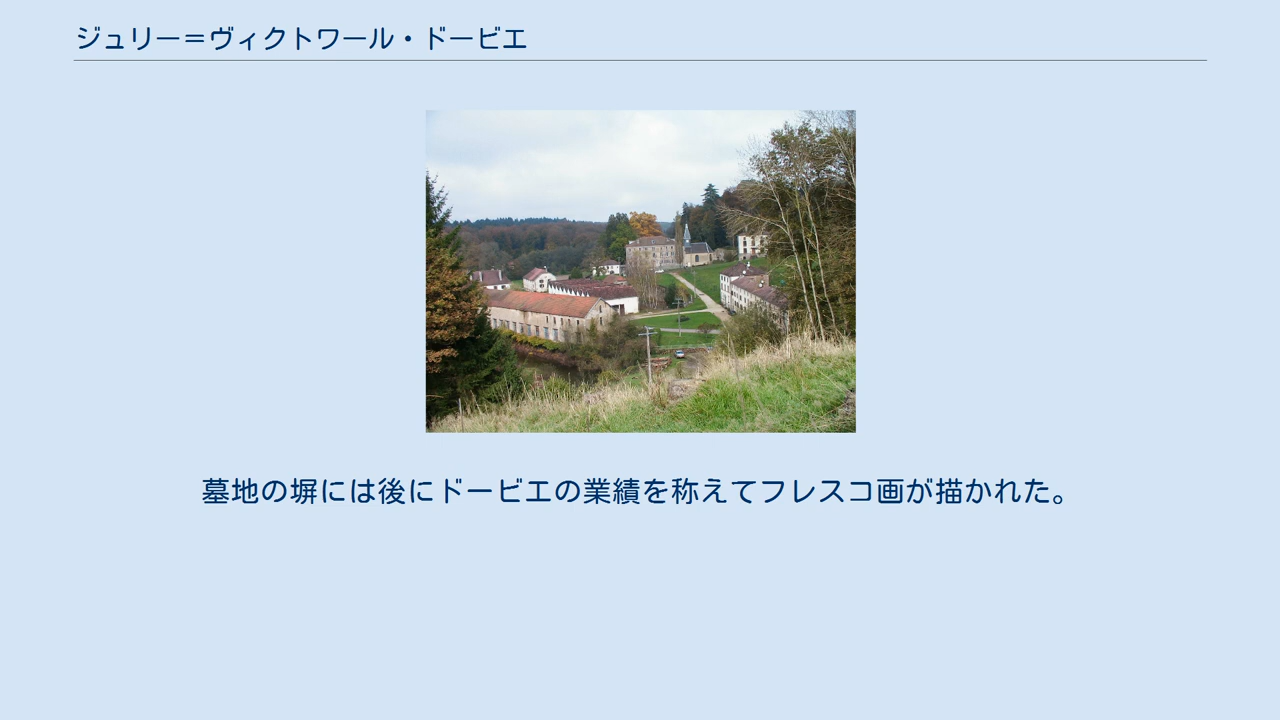 ジュリー＝ヴィクトワール・ドービエ
墓地の塀には後にドービエの業績を称えてフレスコ画が描かれた。